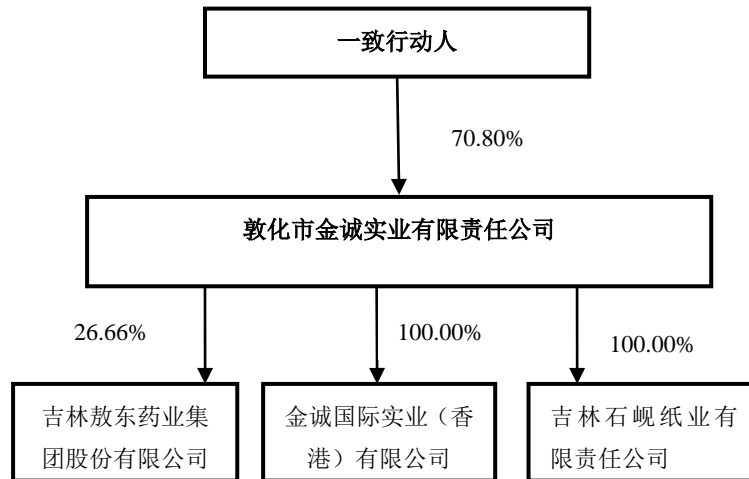 一致行动人
70.80%
敦化市金诚实业有限责任公司
26.66%
100.00%
100.00%
吉林敖东药业集
团股份有限公司
金诚国际实业（香
港）有限公司
吉林石岘纸业有
限责任公司